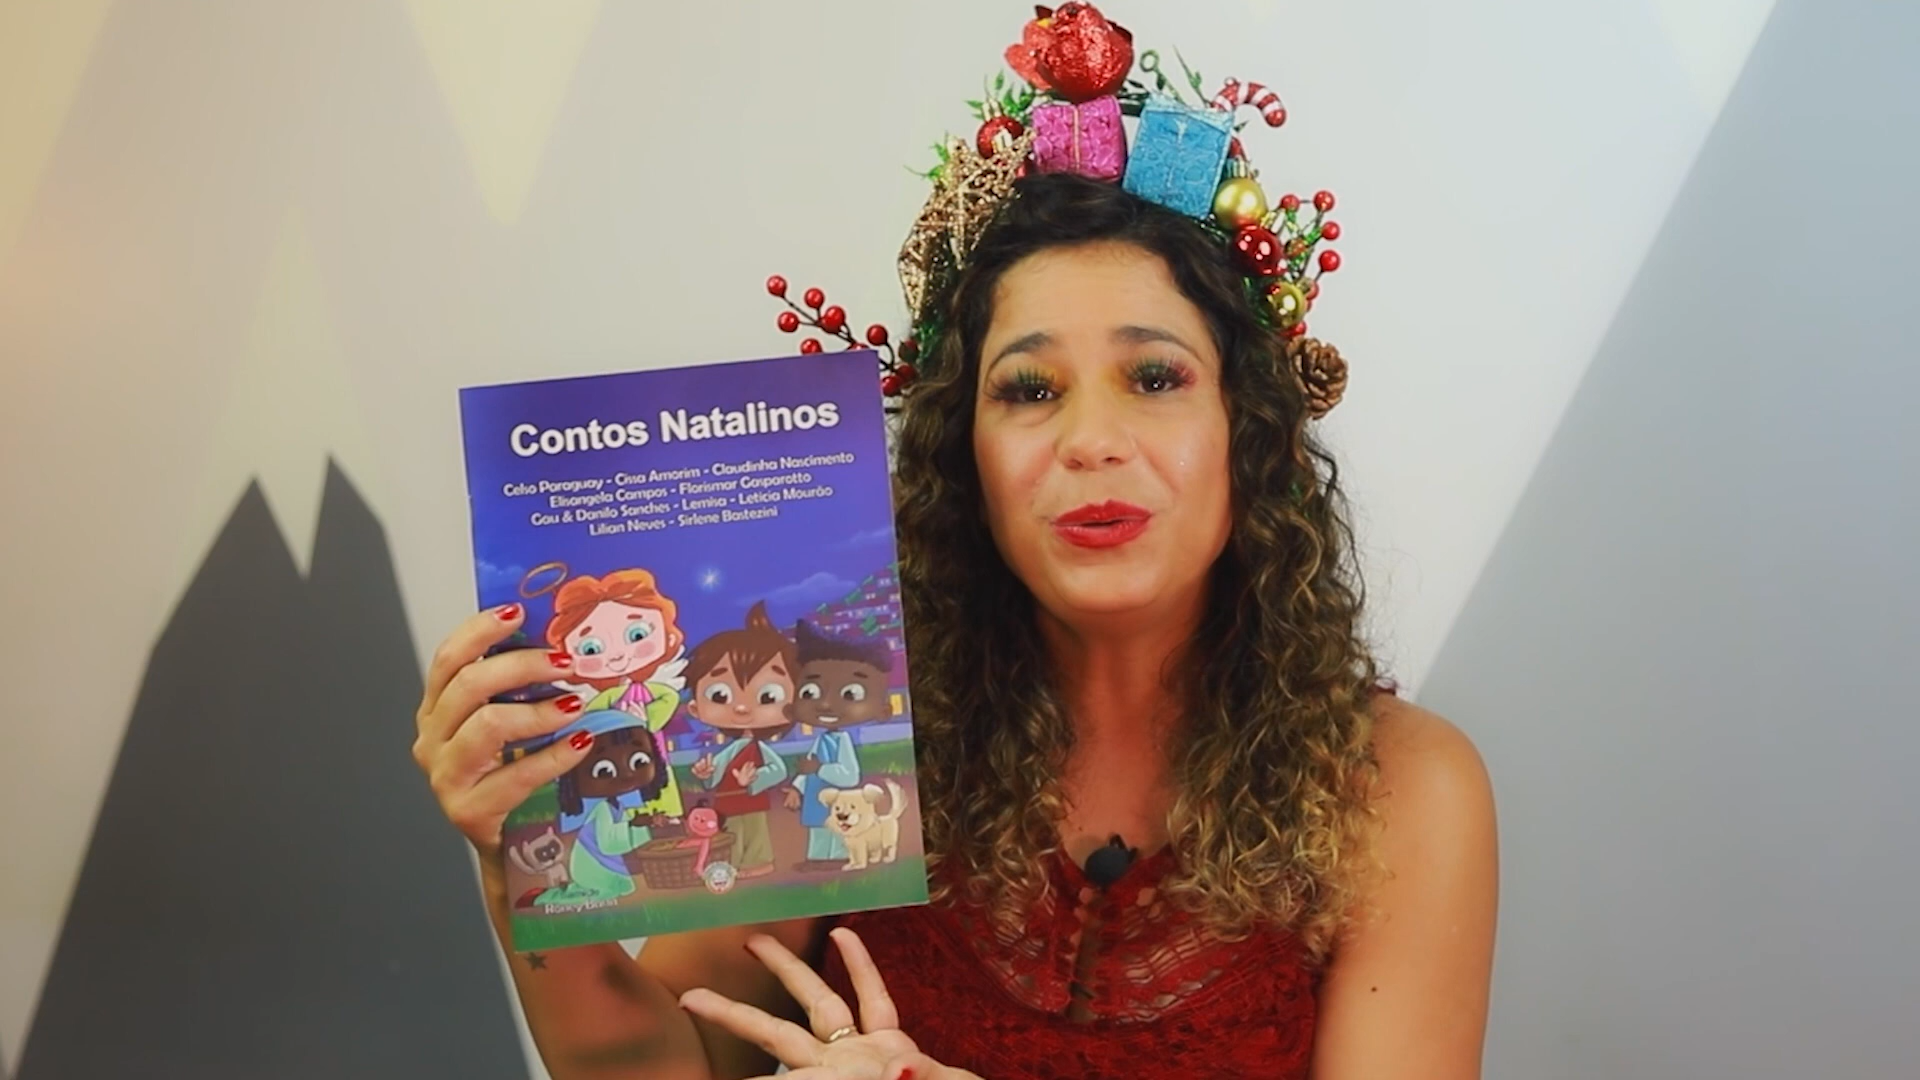 Contos Natalinos
Celso Paraguay - Cissa Amorim - Claudinha Nascimento
Elisangela Campos - Florismar Gasparotto
Gau & Danilo Sanches - Lemisa - Leticia Mourão
Lilian Neves - Sirlene Bastezini